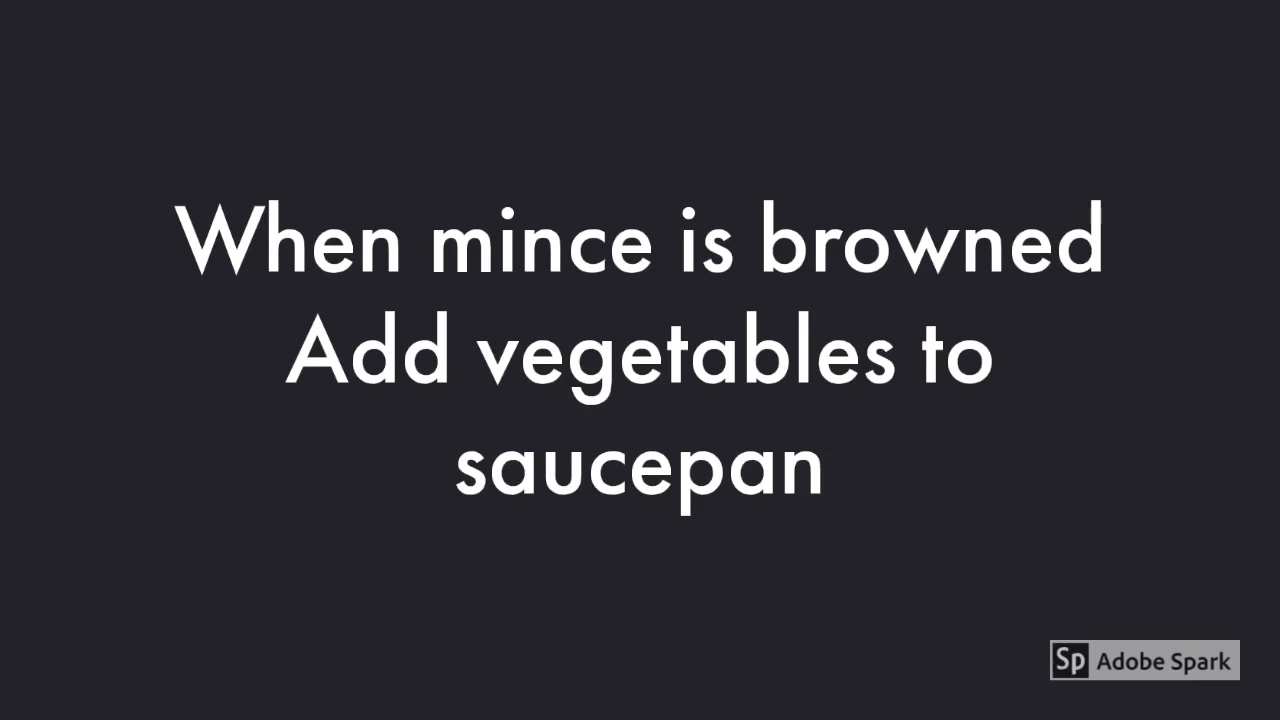 When mince is browned
Add vegetables to
saucepan
Sp Adobe Spark